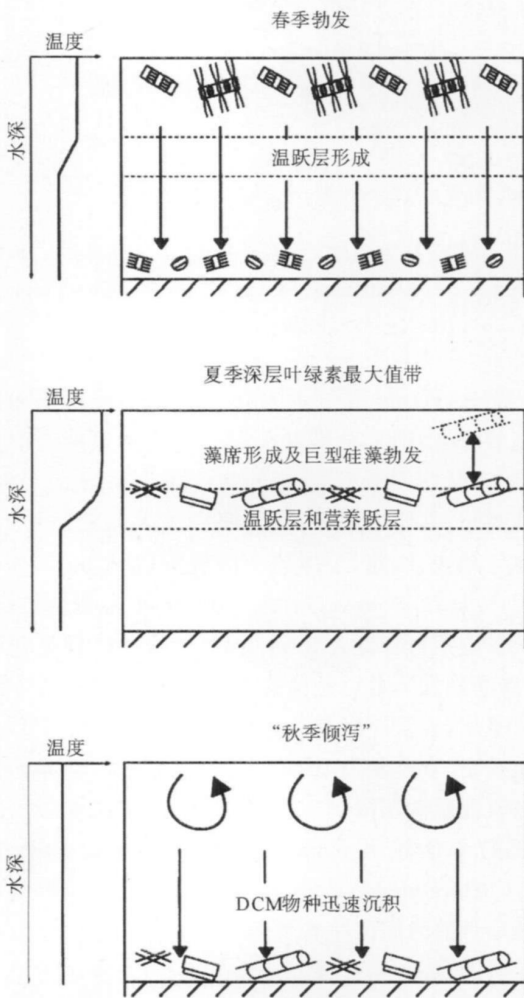 春季勃发
温度
水深
温跃层形成
夏季深层叶绿素最大值带
温度
水深
藻席形成及巨型硅藻勃发
温跃层和营养跃层
“秋季倾泻”
温度
水深
DCM物种迅速沉积